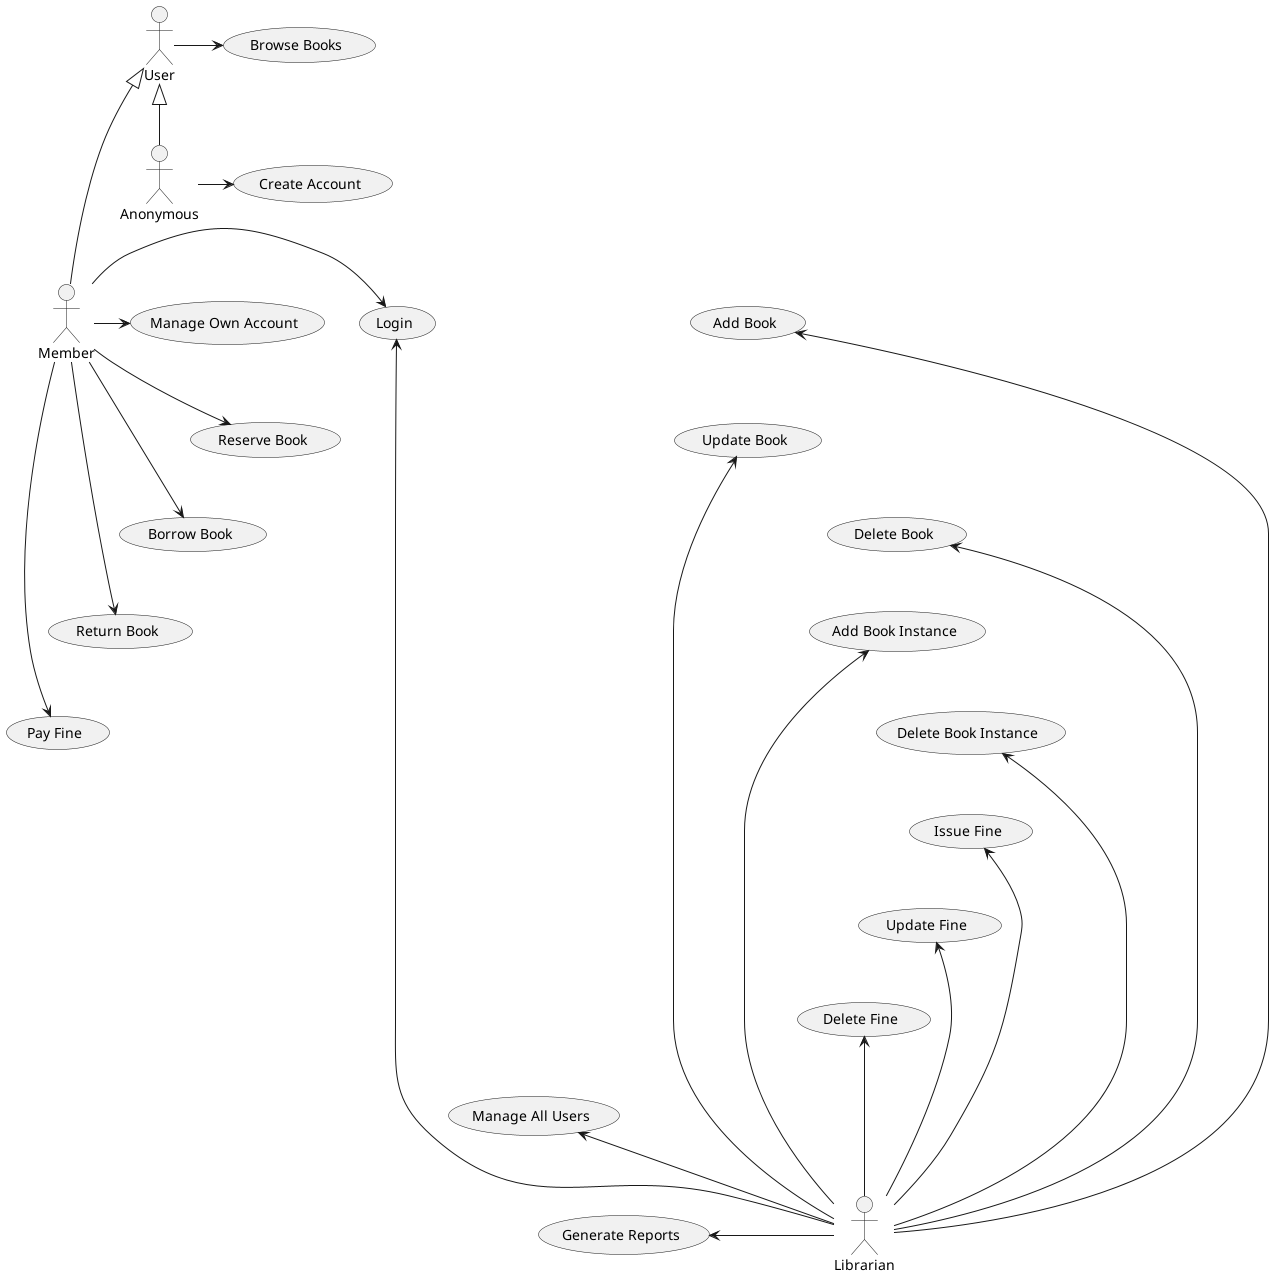 Browse Books
User
Create Account
Anonymous
Manage Own Account
Login
Add Book
Member
Reserve Book
Update Book
Borrow Book
Delete Book
Return Book
Add Book Instance
Pay Fine
Delete Book Instance
Issue Fine
Update Fine
Delete Fine
Manage All Users
Generate Reports
Librarian